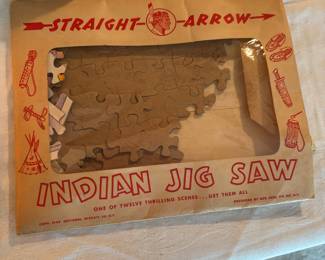 STRAIGHT ARROW
INDIAN JIG SAW
ONE OF TWELVE THRILLING SCENES... GET THEM ALL